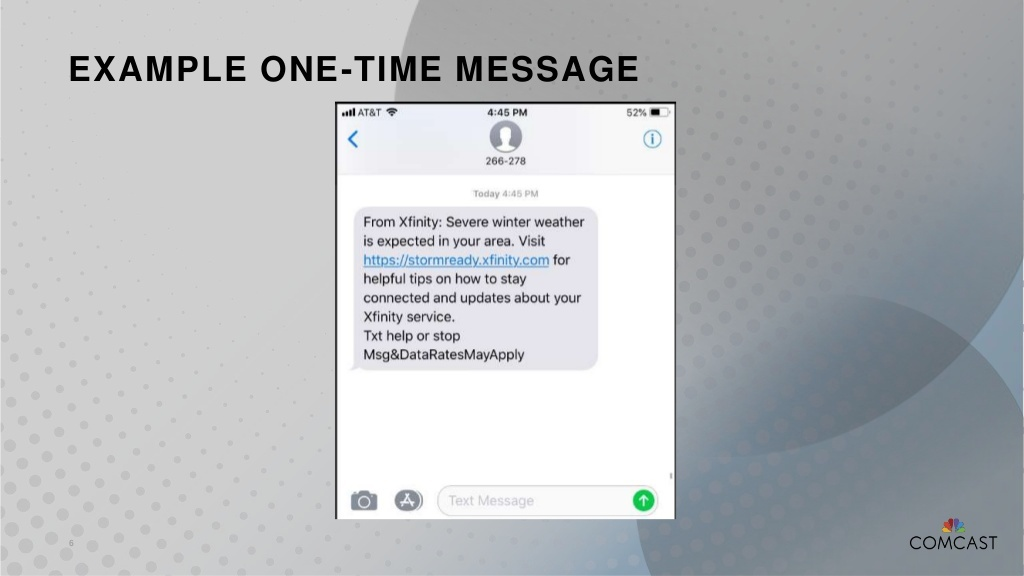 EXAMPLE ONE-TIME MESSAGE
AT&T 4:45 PM 52%
266-278
Today 4:45 PM
From Xfinity: Severe winter weather
is expected in your area. Visit
https://stormready.xfinity.com for
helpful tips on how to stay
connected and updates about your
Xfinity service.
Txt help or stop
Msg&DataRatesMayApply
Text Message
COMCAST